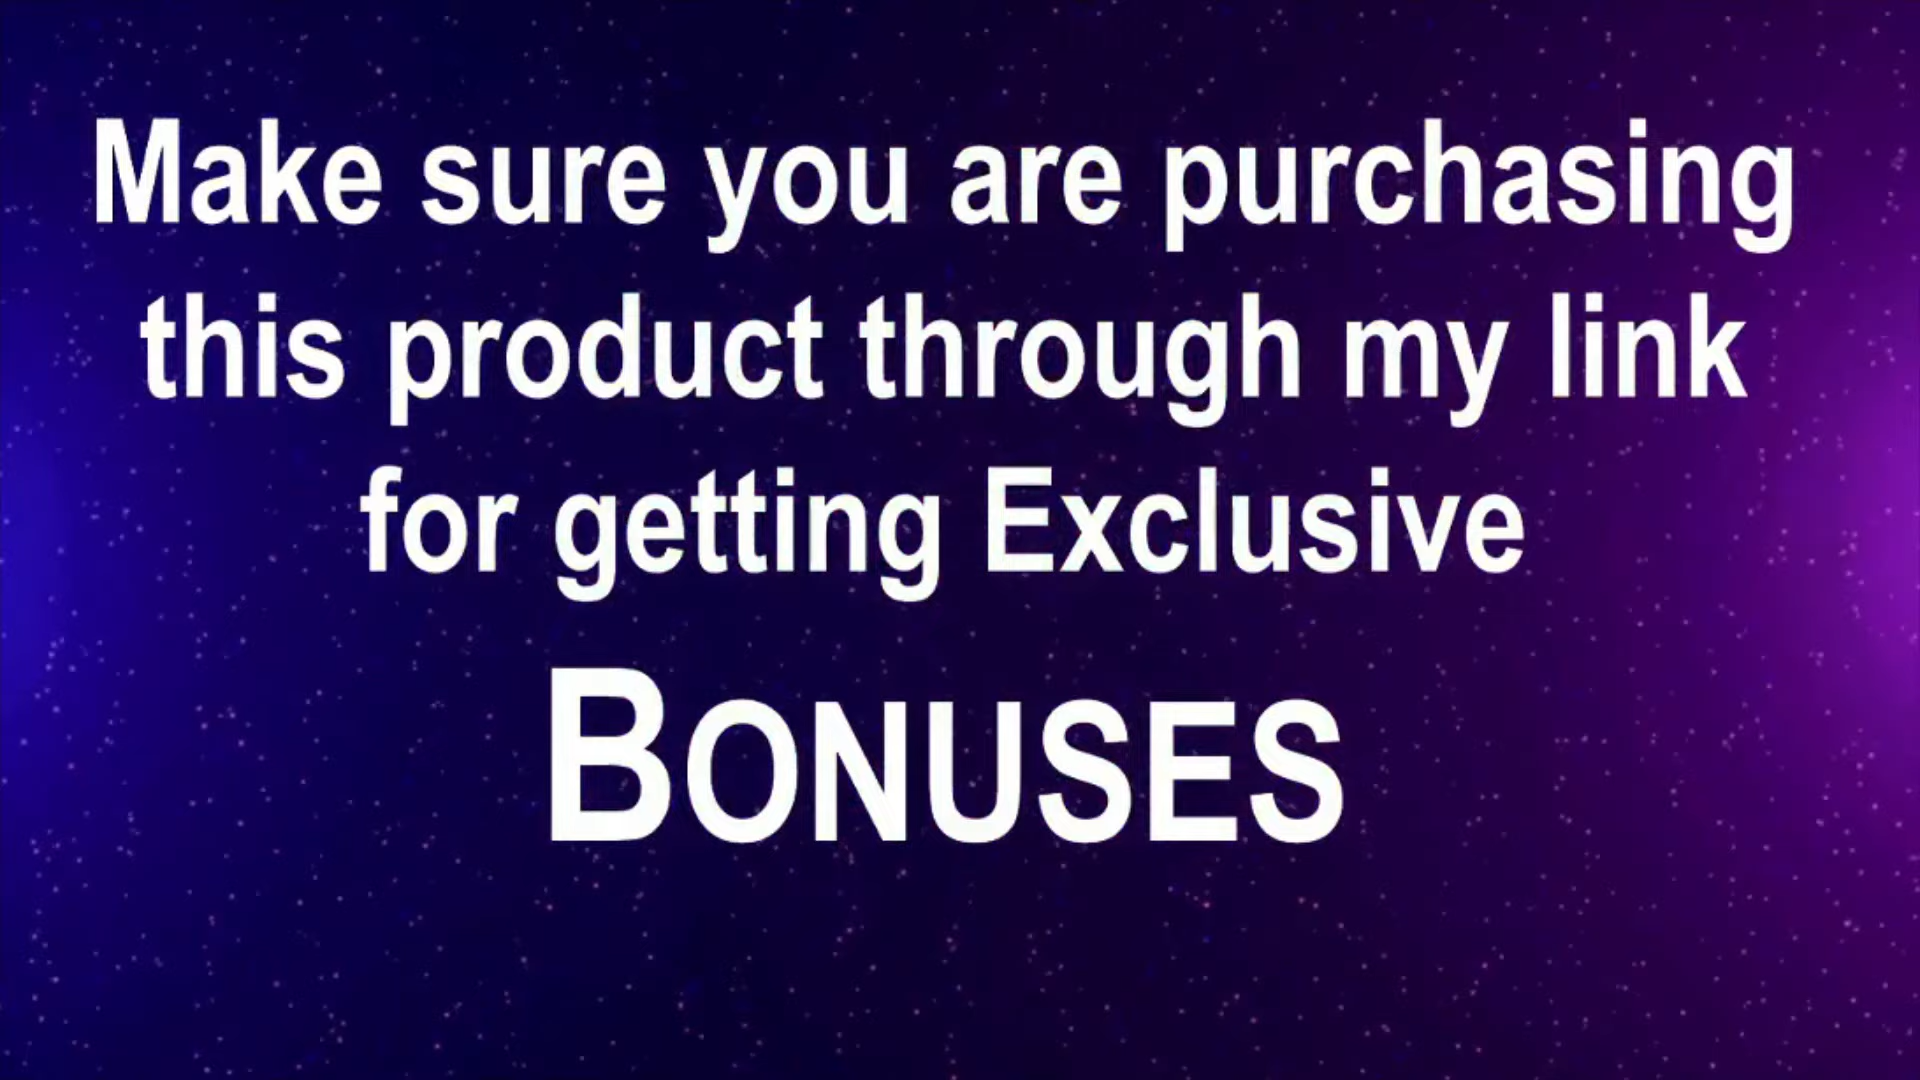 Make sure you are purchasing
this product through my link
for getting Exclusive
BONUSES